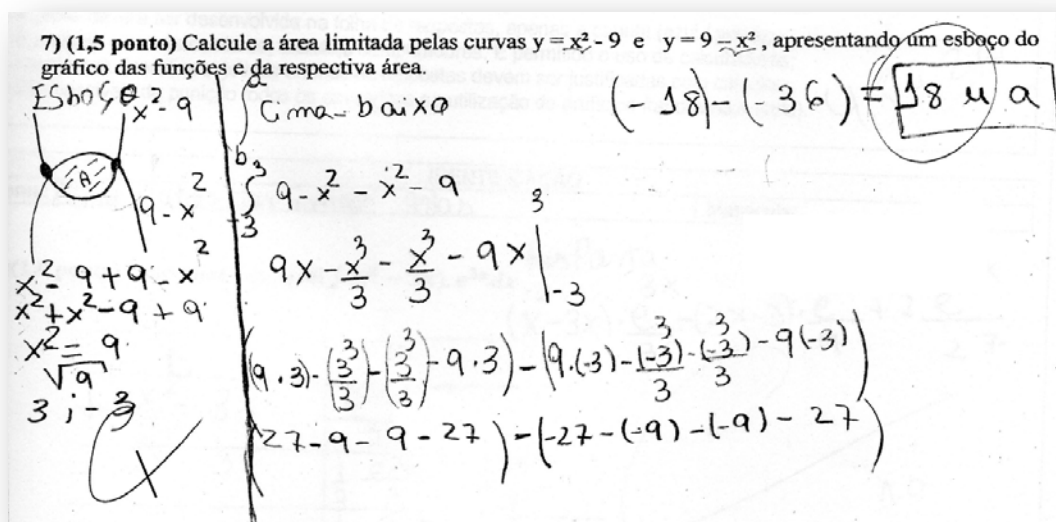 7) (1,5 ponto) Calcule a área limitada pelas curvas y = x² - 9 e y = 9 - x², apresentando um esboço do
gráfico das funções e da respectiva área
Esboço
x² - 9
A
9 - x²
x² - 9 + 9 - x²
x² + x² - 9 + 9
x² = 9
√9
3 ; - 3
Cima - baixo
∫ 3 -3 9 - x² - x² - 9
9x - x³/3 - x³/3 - 9x | 3 -3
(9 . 3) - (3³/3) - (3³/3) - 9 . 3) - (9 . (-3) - (-3)³/3 - (-3)³/3 - 9(-3))
(27 - 9 - 9 - 27) - (-27 - (-9) - (-9) - 27)
(- 18) - (- 36) = 18 u a